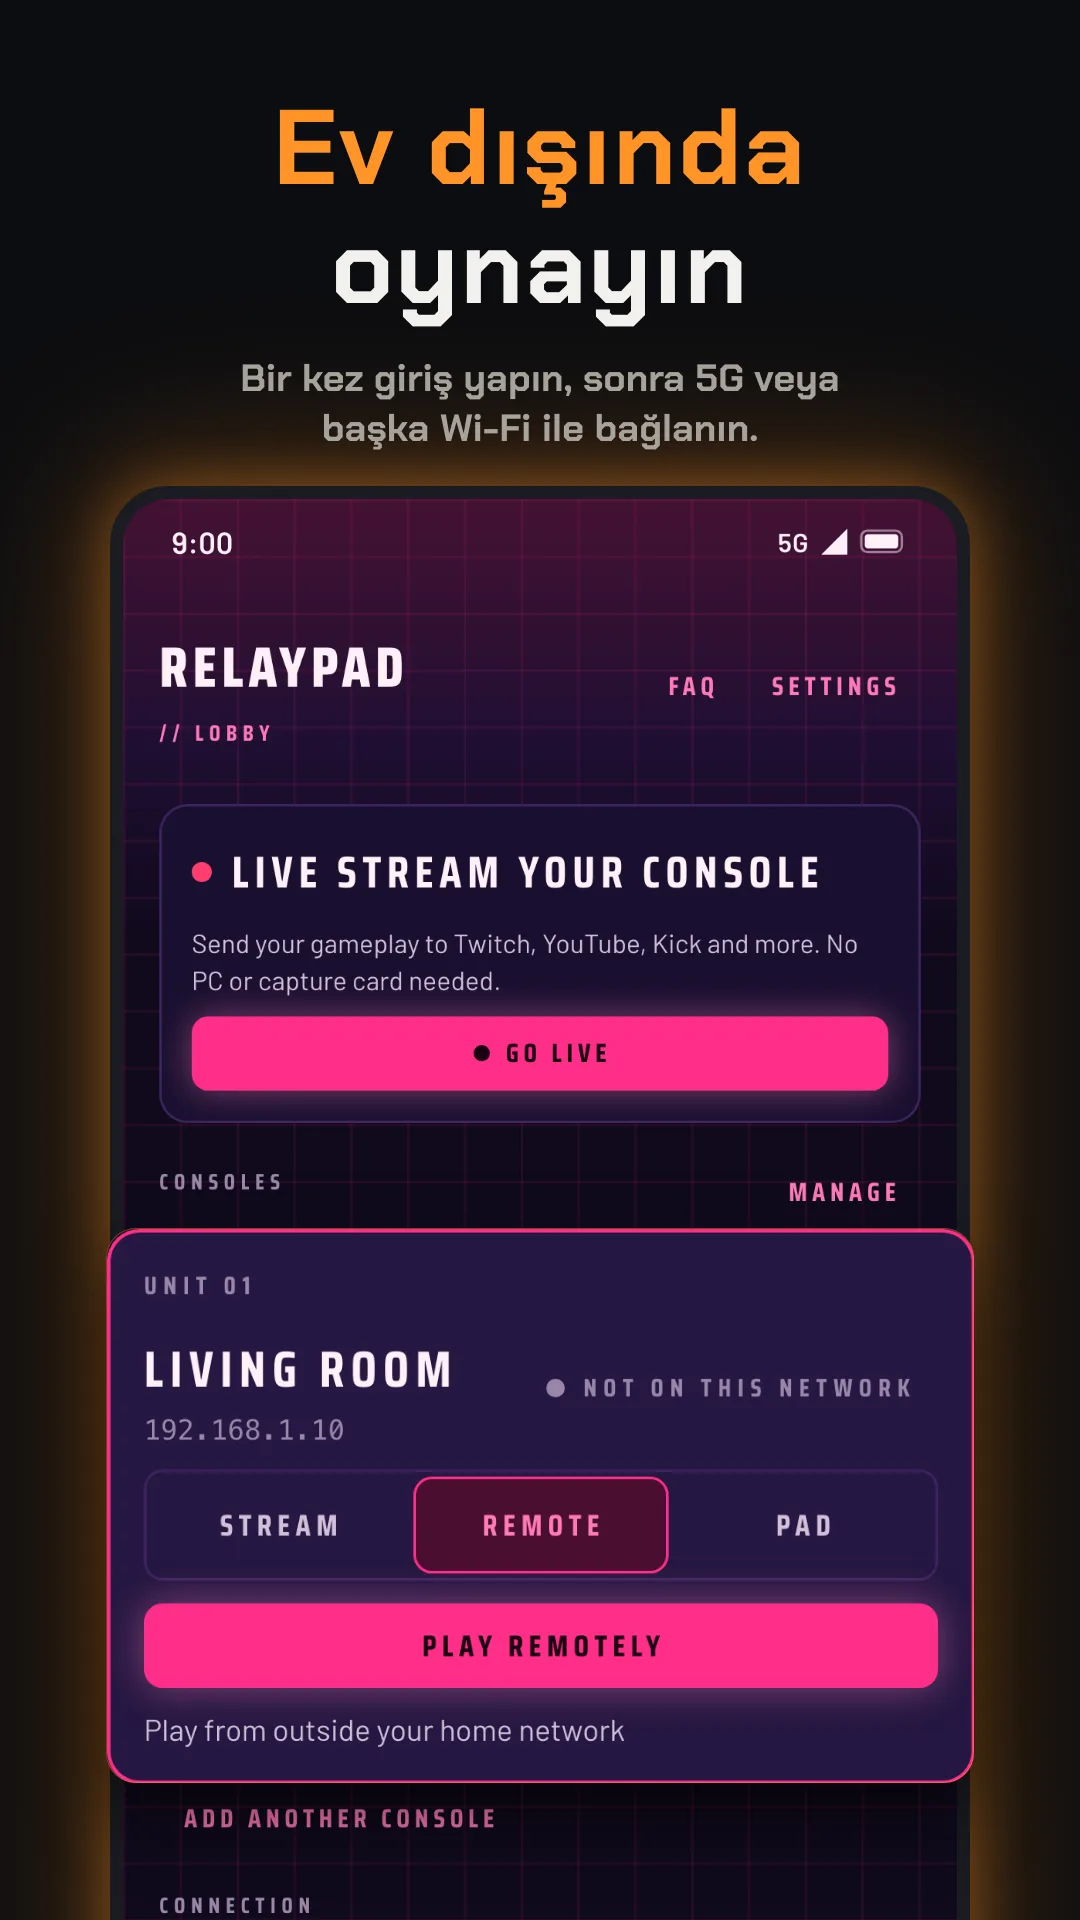 Ev dışında
oynayın
Bir kez giriş yapın, sonra 5G veya
başka Wi-Fi ile bağlanın.
9:00
5G
RELAYPAD
FAQ
SETTINGS
// LOBBY
LIVE STREAM YOUR CONSOLE
Send your gameplay to Twitch, YouTube, Kick and more. No
PC or capture card needed.
GO LIVE
CONSOLES
MANAGE
UNIT 01
LIVING ROOM
NOT ON THIS NETWORK
192.168.1.10
STREAM
REMOTE
PAD
PLAY REMOTELY
Play from outside your home network
ADD ANOTHER CONSOLE
CONNECTION